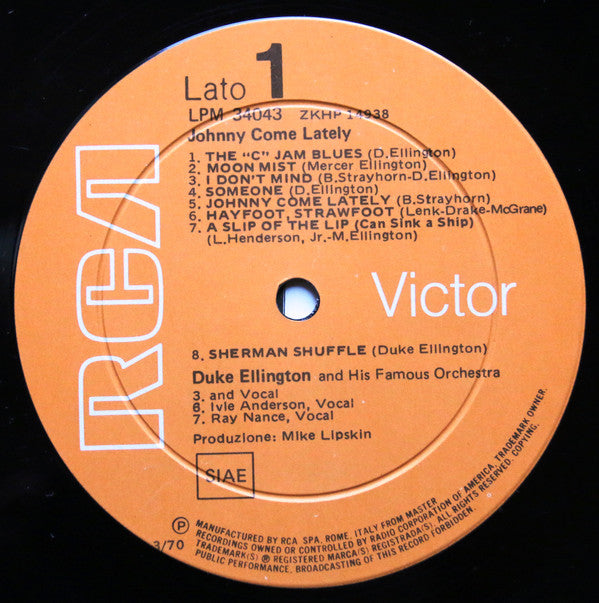 Lato 1
LPM 34043 ZKHP 14938
Johnny Come Lately
1. THE "C" JAM BLUES (D.Ellington)
2. MOON MIST (Mercer Ellington)
3. I DON'T MIND (B.Strayhorn-D.Ellington)
4. SOMEONE (D.Ellington)
5. JOHNNY COME LATELY (B.Strayhorn)
6. HAYFOOT, STRAWFOOT (Lenk-Drake-McGrane)
7. A SLIP OF THE LIP (Can Sink a Ship)
(L.Henderson, Jr.-M.Ellington)
RCA
Victor
8. SHERMAN SHUFFLE (Duke Ellington)
Duke Ellington and His Famous Orchestra
3. and Vocal
6. Ivie Anderson, Vocal
7. Ray Nance, Vocal
Produzione: Mike Lipskin
SIAE
℗
3/70
MANUFACTURED BY RCA SPA, ROME, ITALY FROM MASTER
RECORDINGS OWNED OR CONTROLLED BY RADIO CORPORATION OF AMERICA, TRADEMARK OWNER.
TRADEMARK(S) ® REGISTERED MARCA(S) REGISTRADA(S). ALL RIGHTS RESERVED. COPYING,
PUBLIC PERFORMANCE, BROADCASTING OF THIS RECORD FORBIDDEN.